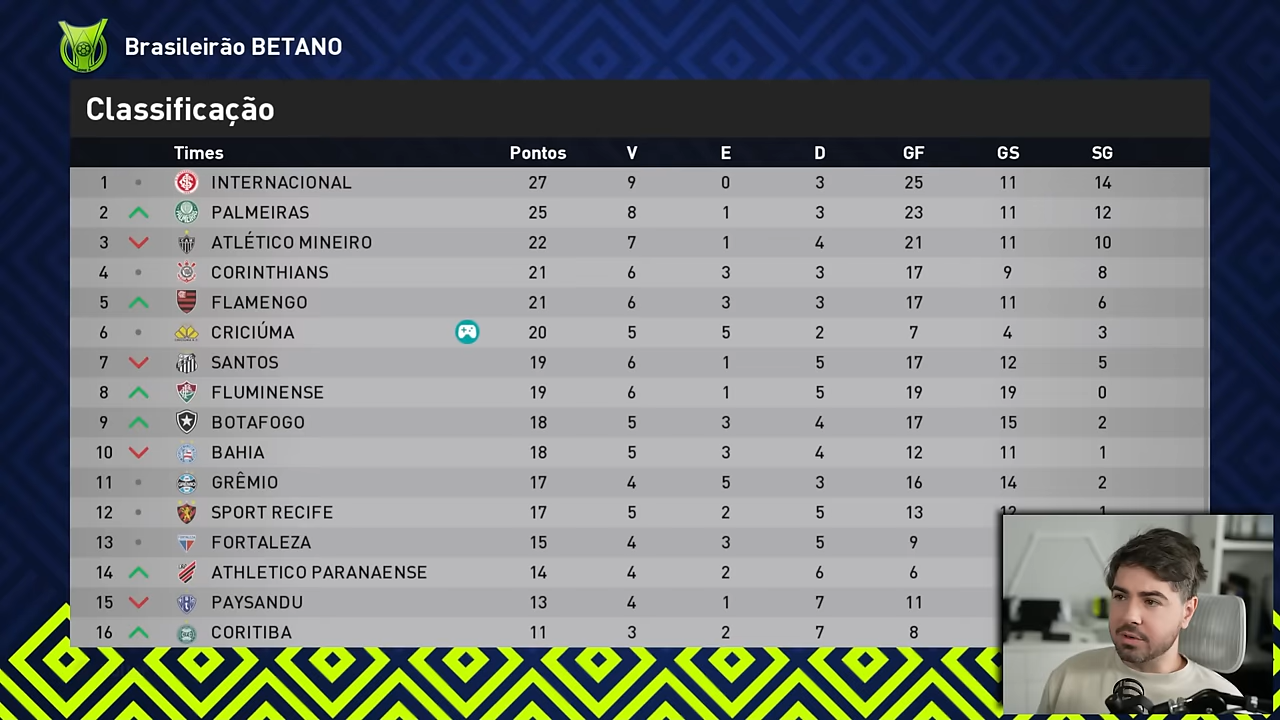 Brasileirão BETANO
Classificação
Times Pontos V E D GF GS SG
1 INTERNACIONAL 27 9 0 3 25 11 14
2 PALMEIRAS 25 8 1 3 23 11 12
3 ATLÉTICO MINEIRO 22 7 1 4 21 11 10
4 CORINTHIANS 21 6 3 3 17 9 8
5 FLAMENGO 21 6 3 3 17 11 6
6 CRICIÚMA 20 5 5 2 7 4 3
7 SANTOS 19 6 1 5 17 12 5
8 FLUMINENSE 19 6 1 5 19 19 0
9 BOTAFOGO 18 5 3 4 17 15 2
10 BAHIA 18 5 3 4 12 11 1
11 GRÊMIO 17 4 5 3 16 14 2
12 SPORT RECIFE 17 5 2 5 13 12 1
13 FORTALEZA 15 4 3 5 9
14 ATHLETICO PARANAENSE 14 4 2 6 6
15 PAYSANDU 13 4 1 7 11
16 CORITIBA 11 3 2 7 8